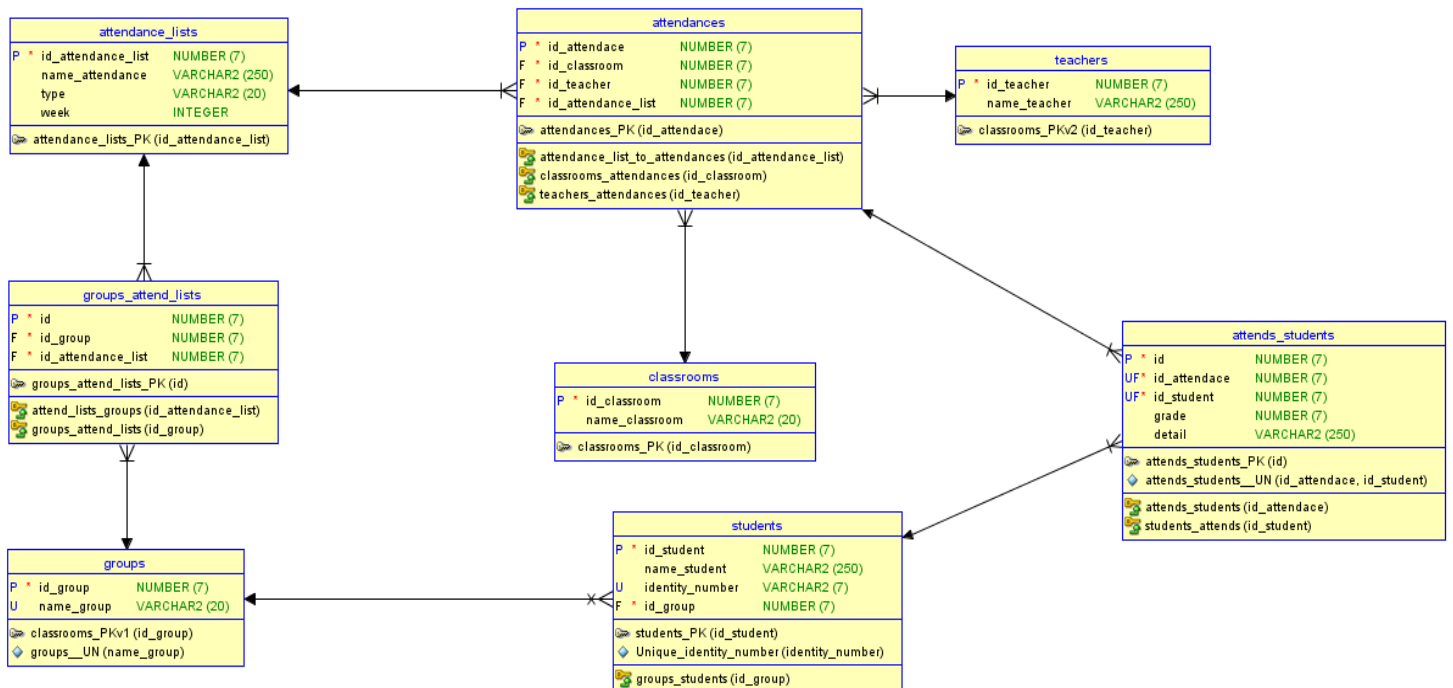 attendance_lists
P * id_attendance_list NUMBER (7)
name_attendance VARCHAR2 (250)
type VARCHAR2 (20)
week INTEGER
attendance_lists_PK (id_attendance_list)
attendances
P * id_attendace NUMBER (7)
F * id_classroom NUMBER (7)
F * id_teacher NUMBER (7)
F * id_attendance_list NUMBER (7)
attendances_PK (id_attendace)
attendance_list_to_attendances (id_attendance_list)
classrooms_attendances (id_classroom)
teachers_attendances (id_teacher)
teachers
P * id_teacher NUMBER (7)
name_teacher VARCHAR2 (250)
classrooms_PKv2 (id_teacher)
groups_attend_lists
P * id NUMBER (7)
F * id_group NUMBER (7)
F * id_attendance_list NUMBER (7)
groups_attend_lists_PK (id)
attend_lists_groups (id_attendance_list)
groups_attend_lists (id_group)
classrooms
P * id_classroom NUMBER (7)
name_classroom VARCHAR2 (20)
classrooms_PK (id_classroom)
attends_students
P * id NUMBER (7)
UF* id_attendace NUMBER (7)
UF* id_student NUMBER (7)
grade NUMBER (7)
detail VARCHAR2 (250)
attends_students_PK (id)
attends_students__UN (id_attendace, id_student)
attends_students (id_attendace)
students_attends (id_student)
groups
P * id_group NUMBER (7)
U name_group VARCHAR2 (20)
classrooms_PKv1 (id_group)
groups__UN (name_group)
students
P * id_student NUMBER (7)
name_student VARCHAR2 (250)
U identity_number VARCHAR2 (7)
F * id_group NUMBER (7)
students_PK (id_student)
Unique_identity_number (identity_number)
groups_students (id_group)